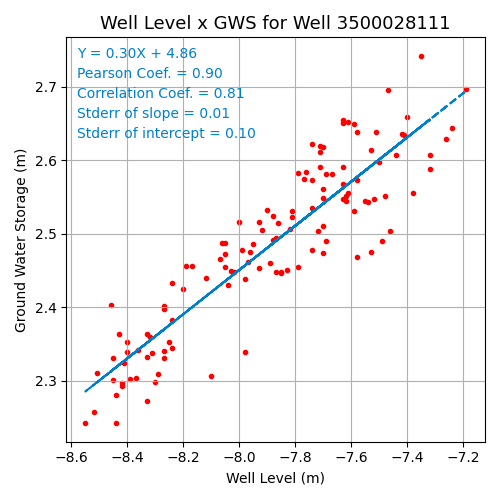 Well Level x GWS for Well 3500028111
Y = 0.30X + 4.86
Pearson Coef. = 0.90
Correlation Coef. = 0.81
Stderr of slope = 0.01
Stderr of intercept = 0.10
Ground Water Storage (m)
2.7
2.6
2.5
2.4
2.3
−8.6 −8.4 −8.2 −8.0 −7.8 −7.6 −7.4 −7.2
Well Level (m)